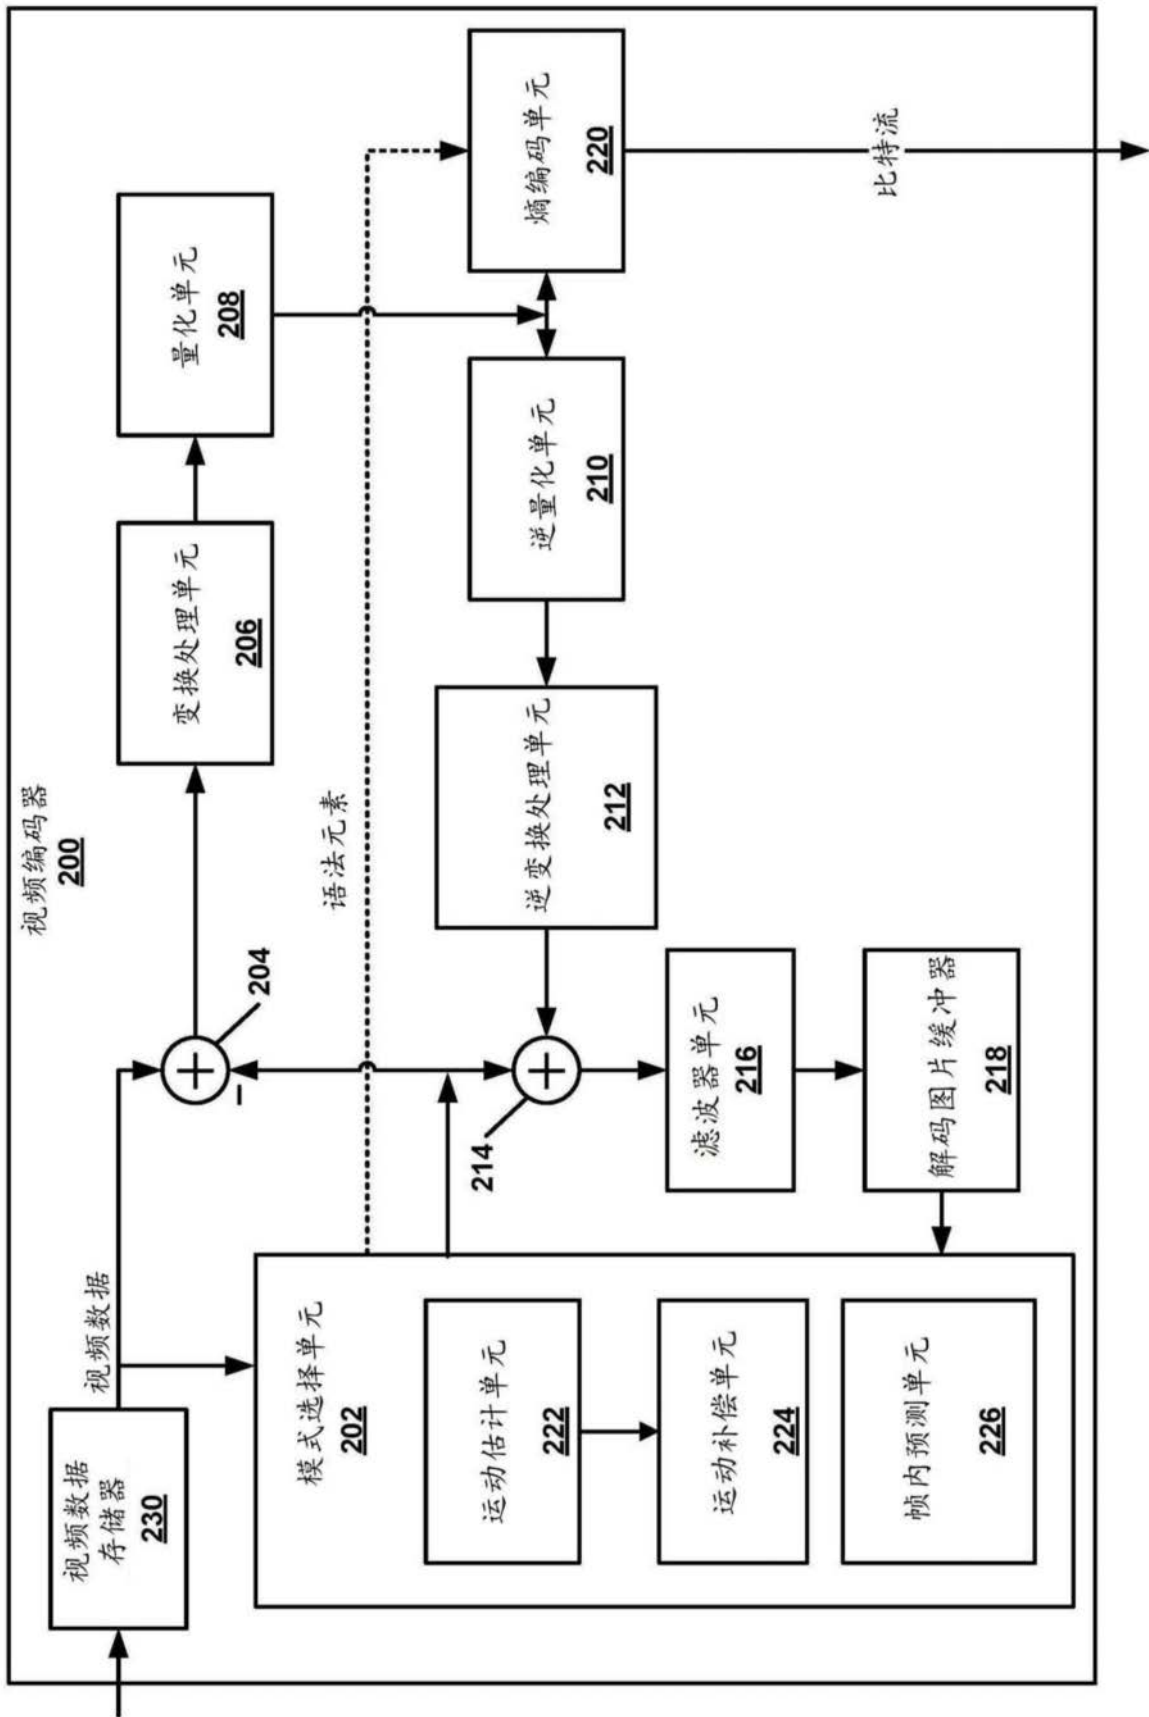 视频编码器
200
视频数据
存储器
230
视频数据
204
-
变换处理单元
206
量化单元
208
语法元素
模式选择单元
202
运动估计单元
222
运动补偿单元
224
帧内预测单元
226
214
逆变换处理单元
212
逆量化单元
210
熵编码单元
220
滤波器单元
216
解码图片缓冲器
218
比特流